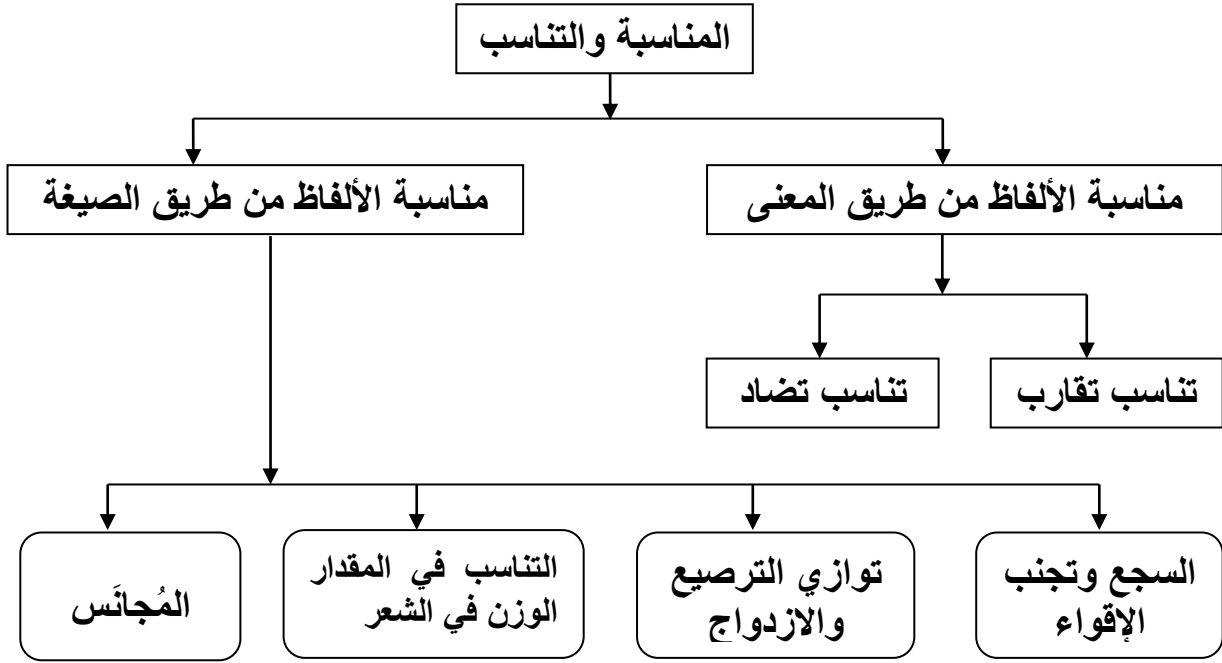 المناسبة والتناسب
مناسبة الألفاظ من طريق المعنى
مناسبة الألفاظ من طريق الصيغة
تناسب تقارب
تناسب تضاد
السجع وتجنب
الإقواء
توازي الترصيع
والازدواج
التناسب في المقدار
الوزن في الشعر
المُجانَس